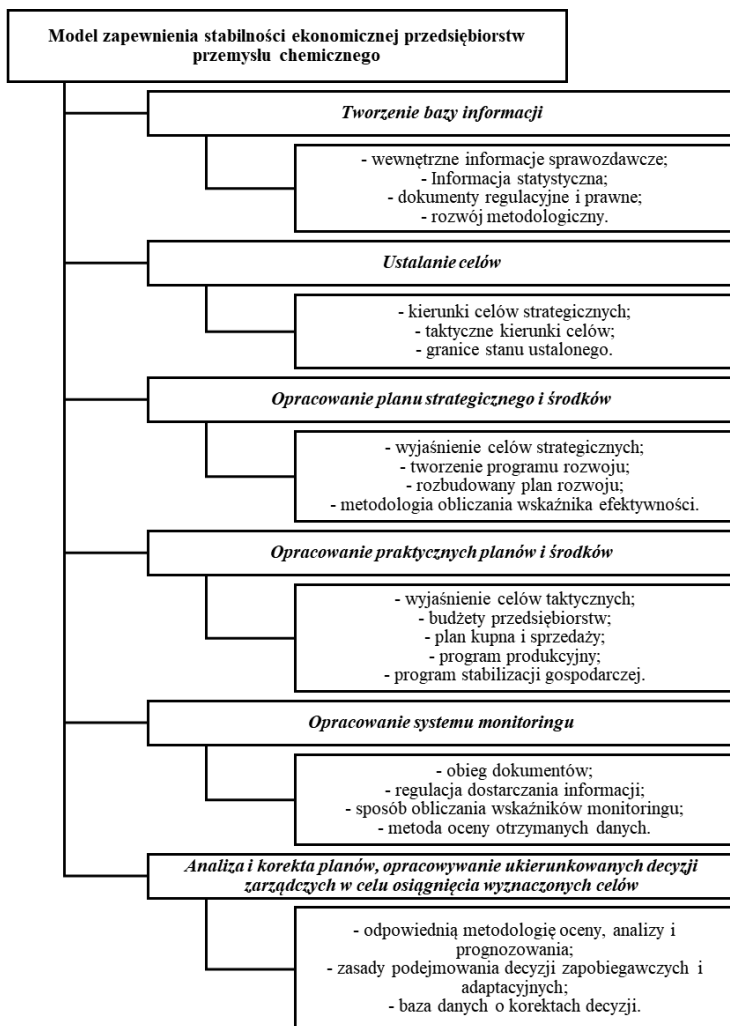 Model zapewnienia stabilności ekonomicznej przedsiębiorstw
przemysłu chemicznego
Tworzenie bazy informacji
- wewnętrzne informacje sprawozdawcze;
- Informacja statystyczna;
- dokumenty regulacyjne i prawne;
- rozwój metodologiczny.
Ustalanie celów
- kierunki celów strategicznych;
- taktyczne kierunki celów;
- granice stanu ustalonego.
Opracowanie planu strategicznego i środków
- wyjaśnienie celów strategicznych;
- tworzenie programu rozwoju;
- rozbudowany plan rozwoju;
- metodologia obliczania wskaźnika efektywności.
Opracowanie praktycznych planów i środków
- wyjaśnienie celów taktycznych;
- budżety przedsiębiorstw;
- plan kupna i sprzedaży;
- program produkcyjny;
- program stabilizacji gospodarczej.
Opracowanie systemu monitoringu
- obieg dokumentów;
- regulacja dostarczania informacji;
- sposób obliczania wskaźników monitoringu;
- metoda oceny otrzymanych danych.
Analiza i korekta planów, opracowywanie ukierunkowanych decyzji
zarządczych w celu osiągnięcia wyznaczonych celów
- odpowiednią metodologię oceny, analizy i
prognozowania;
- zasady podejmowania decyzji zapobiegawczych i
adaptacyjnych;
- baza danych o korektach decyzji.